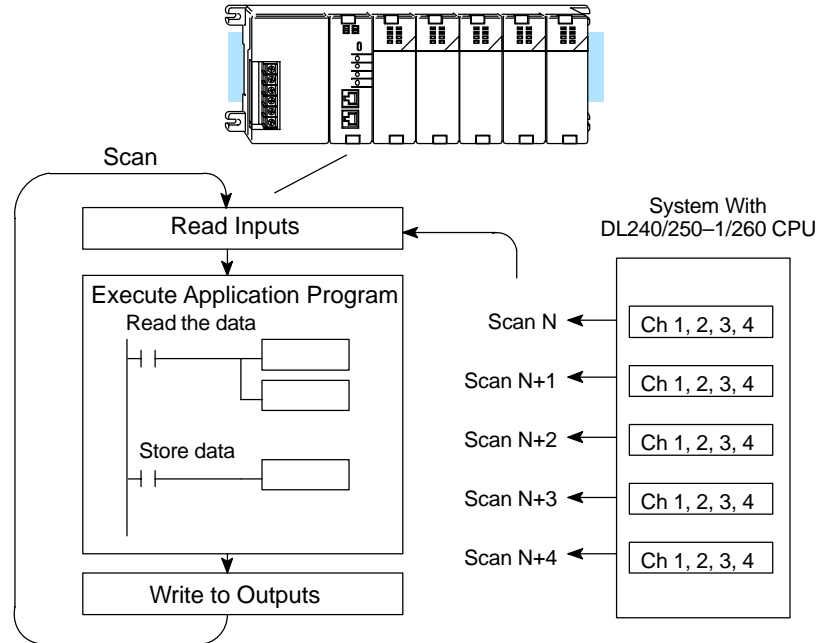 Scan
Read Inputs
Execute Application Program
Read the data
Store data
Write to Outputs
System With
DL240/250–1/260 CPU
Scan N
Ch 1, 2, 3, 4
Scan N+1
Ch 1, 2, 3, 4
Scan N+2
Ch 1, 2, 3, 4
Scan N+3
Ch 1, 2, 3, 4
Scan N+4
Ch 1, 2, 3, 4